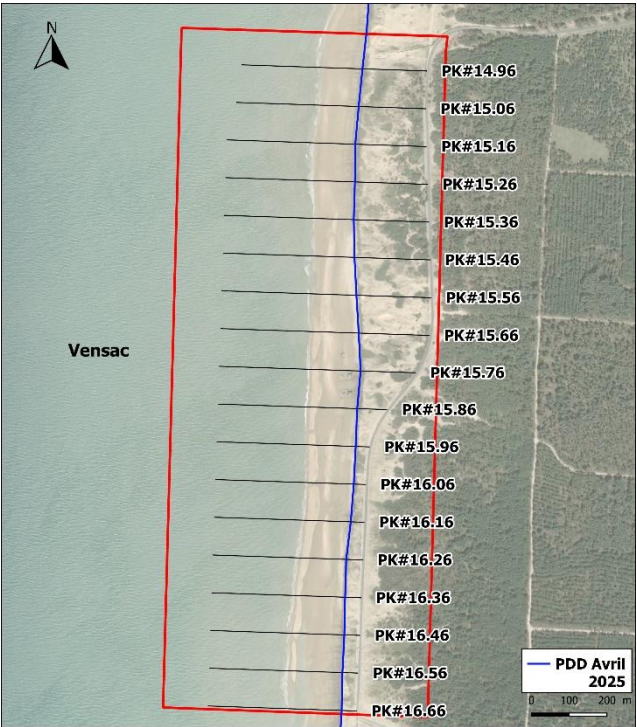 N
PK#14.96
PK#15.06
PK#15.16
PK#15.26
PK#15.36
PK#15.46
PK#15.56
PK#15.66
Vensac
PK#15.76
PK#15.86
PK#15.96
PK#16.06
PK#16.16
PK#16.26
PK#16.36
PK#16.46
PK#16.56
PK#16.66
PDD Avril
2025
0 100 200 m